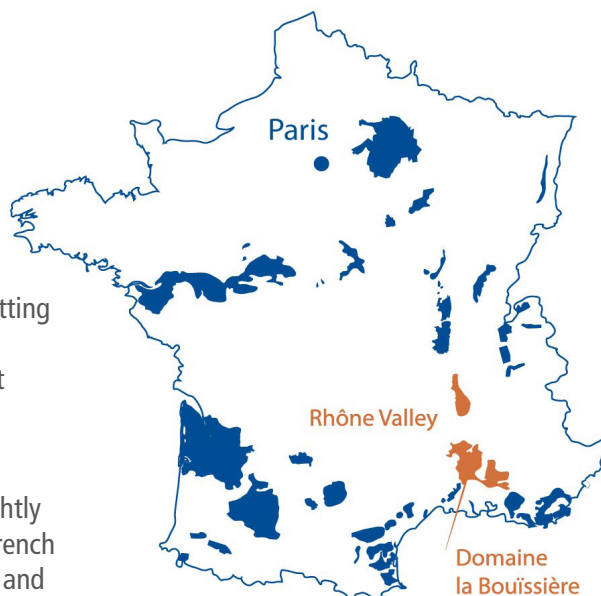 Paris
tting
t
Rhône Valley
htly
rench
and
Domaine
la Bouïssière